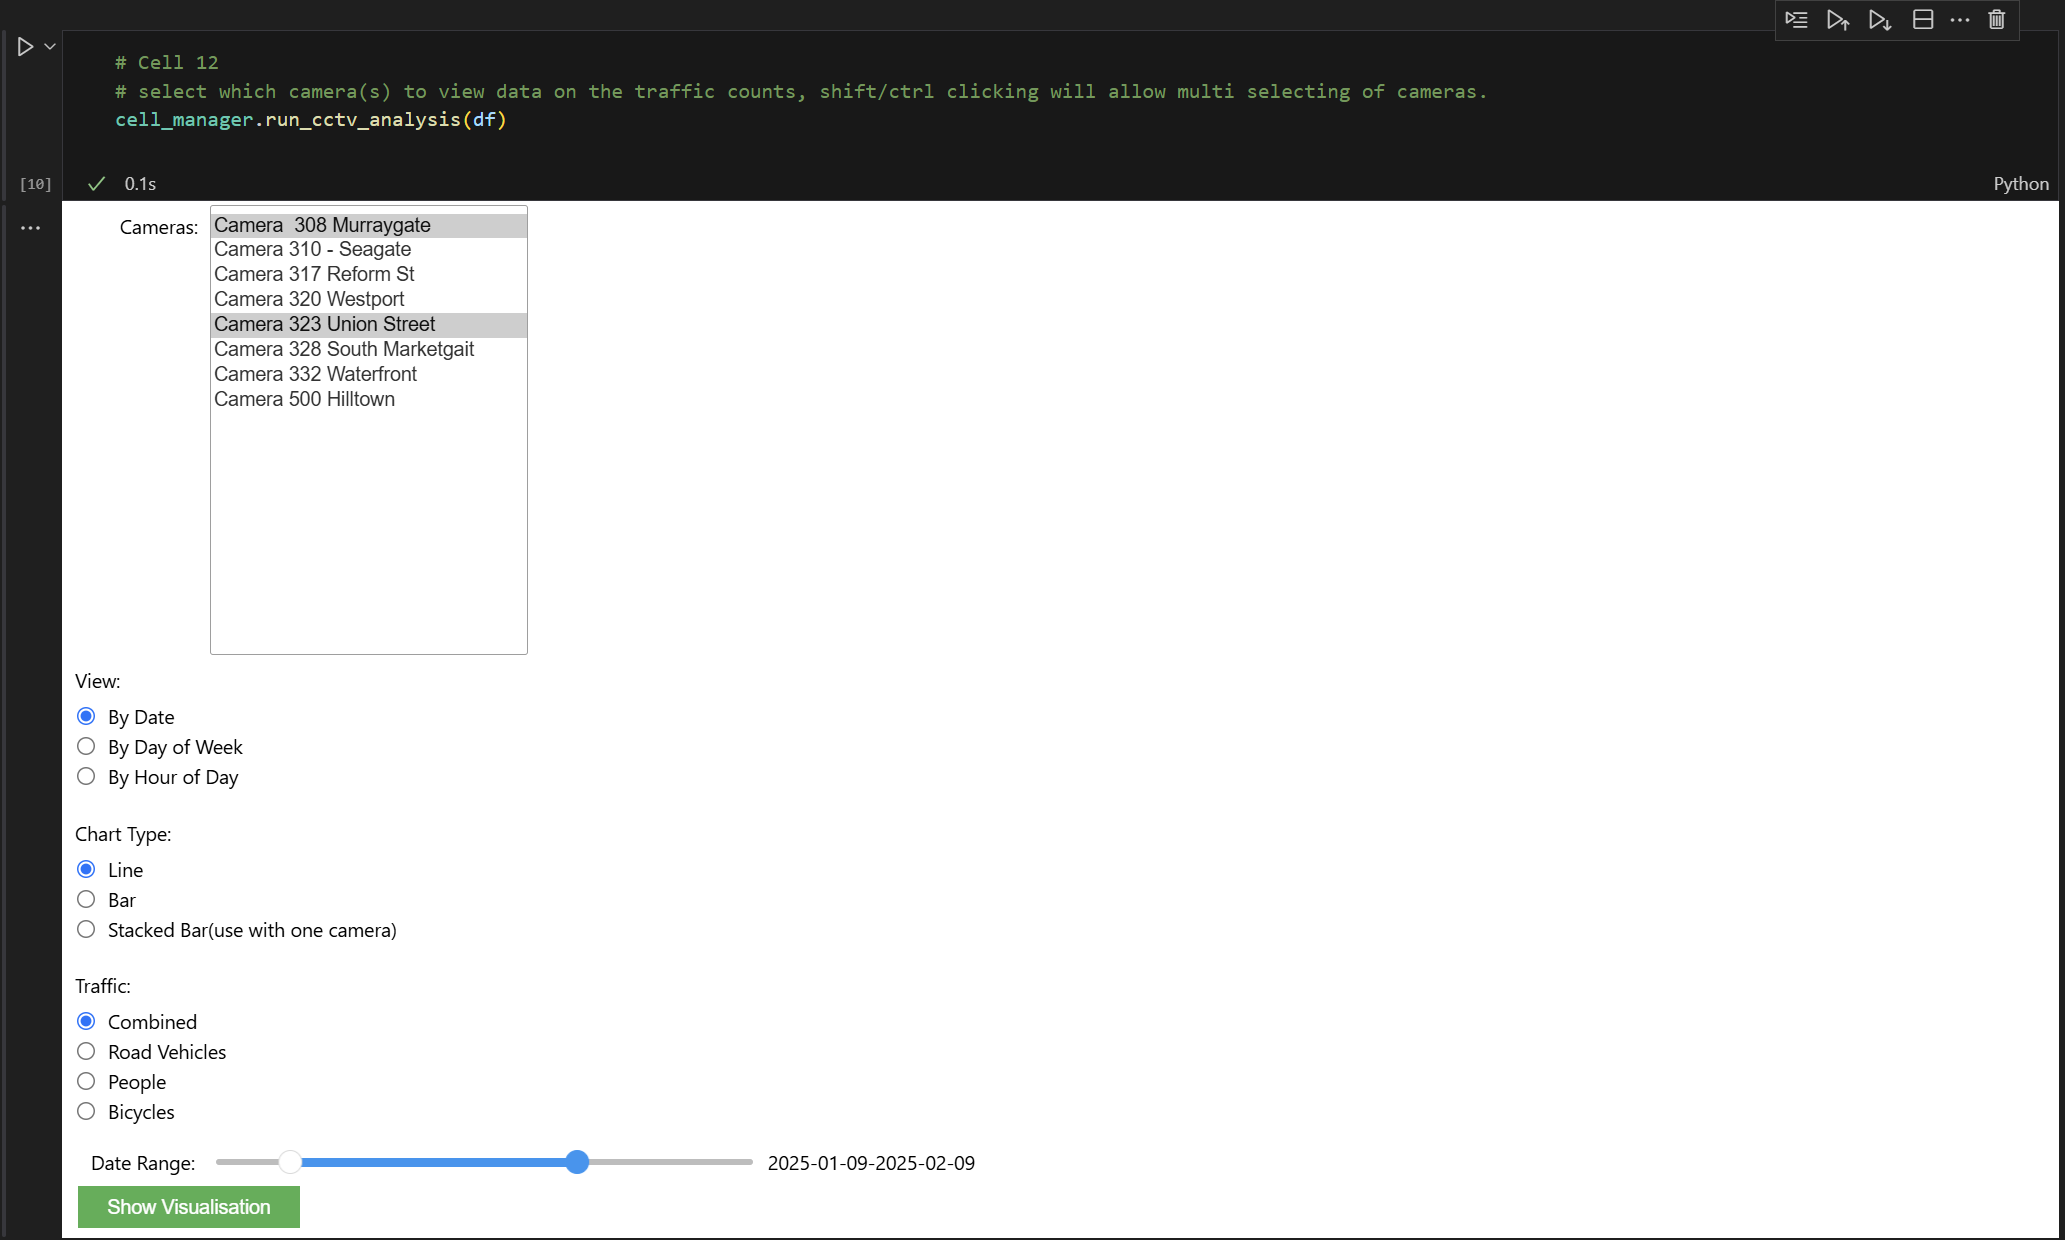 # Cell 12
# select which camera(s) to view data on the traffic counts, shift/ctrl clicking will allow multi selecting of cameras.
cell_manager.run_cctv_analysis(df)
[10]
0.1s
Python
Cameras:
Camera  308 Murraygate
Camera 310 - Seagate
Camera 317 Reform St
Camera 320 Westport
Camera 323 Union Street
Camera 328 South Marketgait
Camera 332 Waterfront
Camera 500 Hilltown
View:
By Date
By Day of Week
By Hour of Day
Chart Type:
Line
Bar
Stacked Bar(use with one camera)
Traffic:
Combined
Road Vehicles
People
Bicycles
Date Range:
2025-01-09-2025-02-09
Show Visualisation